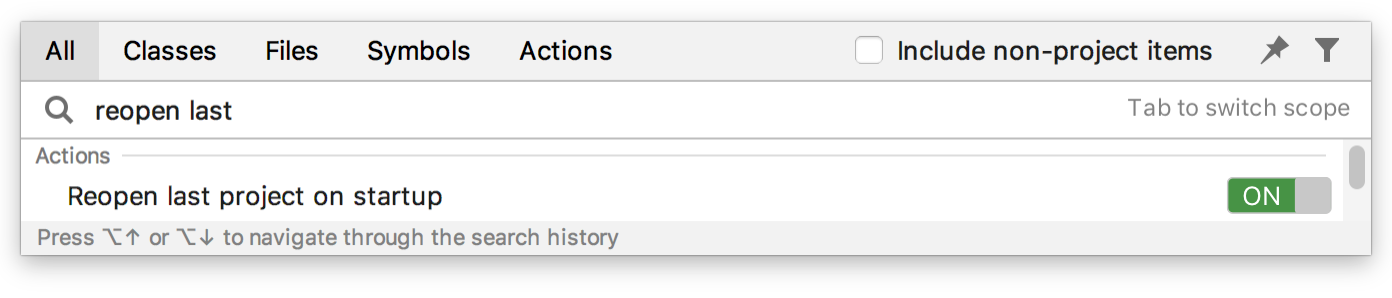 All Classes Files Symbols Actions Include non-project items
reopen last Tab to switch scope
Actions
Reopen last project on startup ON
Press ⌥↑ or ⌥↓ to navigate through the search history